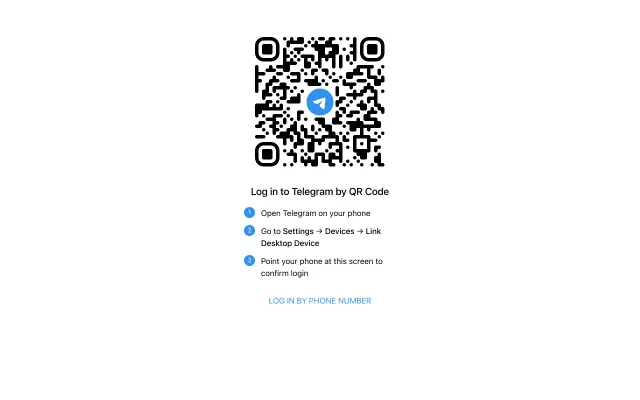 Log in to Telegram by QR Code
1 Open Telegram on your phone
2 Go to Settings → Devices → Link
Desktop Device
3 Point your phone at this screen to
confirm login
LOG IN BY PHONE NUMBER